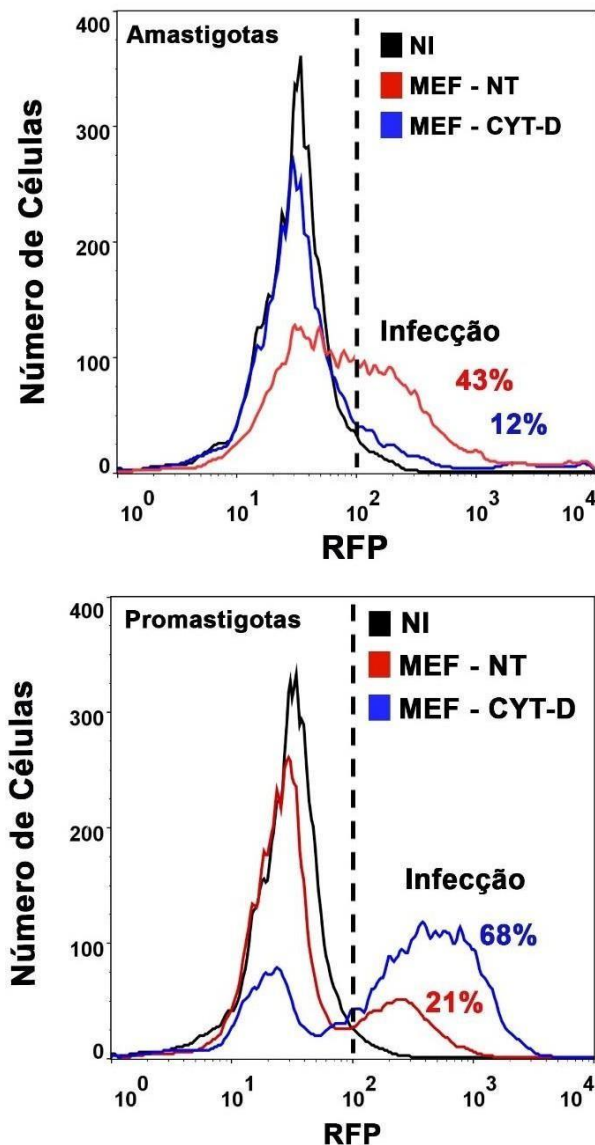 Amastigotas
NI
MEF - NT
MEF - CYT-D
Infecção
43%
12%
Número de Células
400
300
200
100
0
10⁰
10¹
10²
10³
10⁴
RFP
Promastigotas
NI
MEF - NT
MEF - CYT-D
Infecção
68%
21%
Número de Células
400
300
200
100
0
10⁰
10¹
10²
10³
10⁴
RFP